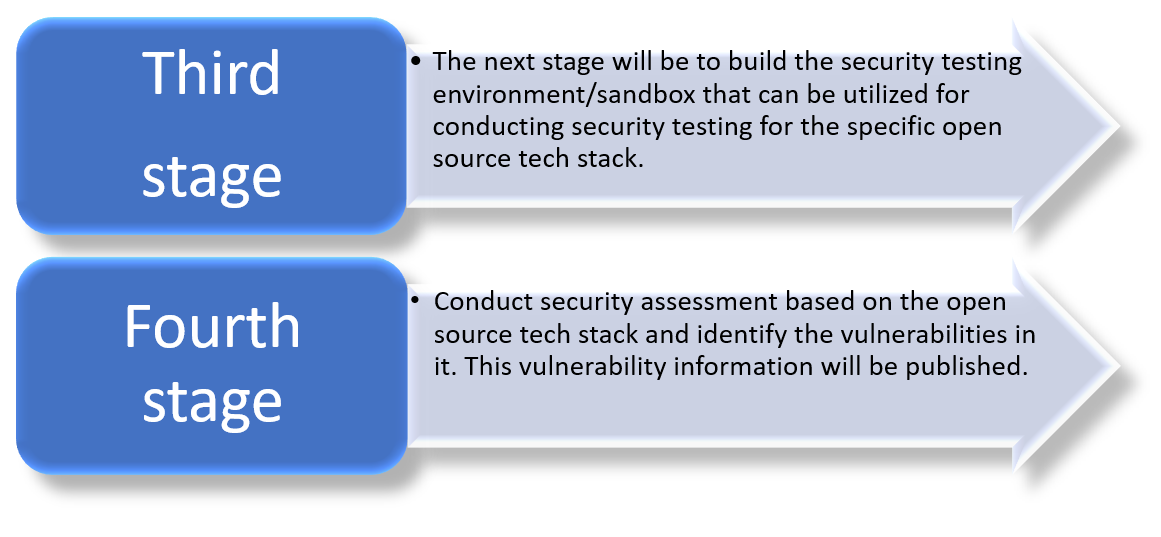 Third
stage
• The next stage will be to build the security testing
environment/sandbox that can be utilized for
conducting security testing for the specific open
source tech stack.
Fourth
stage
• Conduct security assessment based on the open
source tech stack and identify the vulnerabilities in
it. This vulnerability information will be published.